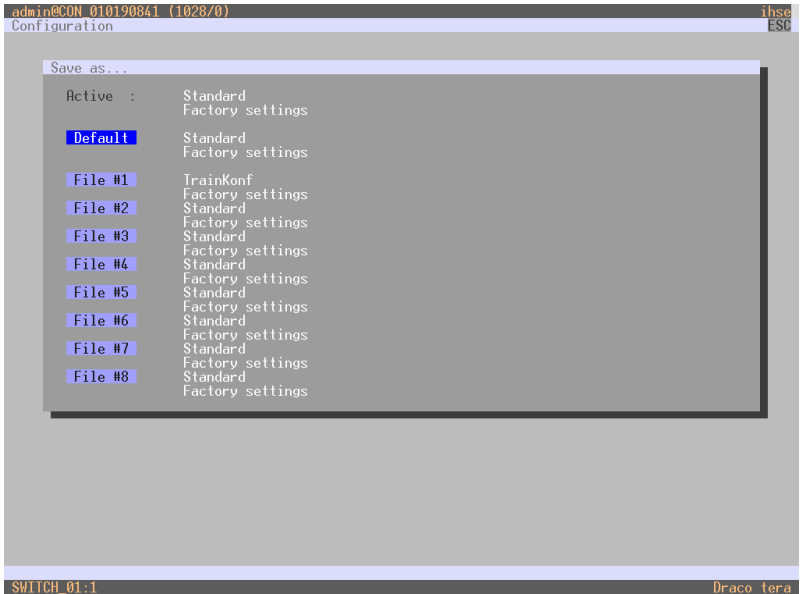 admin@CON_010190841 (1028/0) ihse
Configuration ESC
Save as...
Active : Standard
Factory settings
Default Standard
Factory settings
File #1 TrainKonf
Factory settings
File #2 Standard
Factory settings
File #3 Standard
Factory settings
File #4 Standard
Factory settings
File #5 Standard
Factory settings
File #6 Standard
Factory settings
File #7 Standard
Factory settings
File #8 Standard
Factory settings
SWITCH_01:1 Draco tera